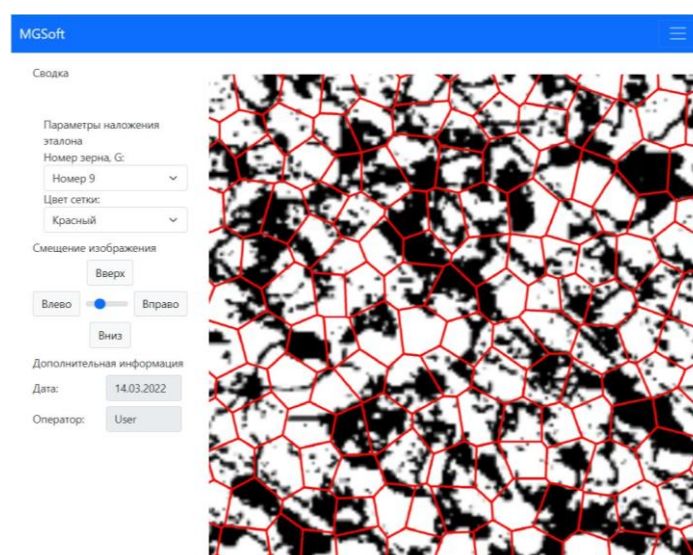 MGSoft
Сводка
Параметры наложения
эталона
Номер зерна, G:
Номер 9
Цвет сетки:
Красный
Смещение изображения
Вверх
Влево
Вправо
Вниз
Дополнительная информация
Дата:
14.03.2022
Оператор:
User